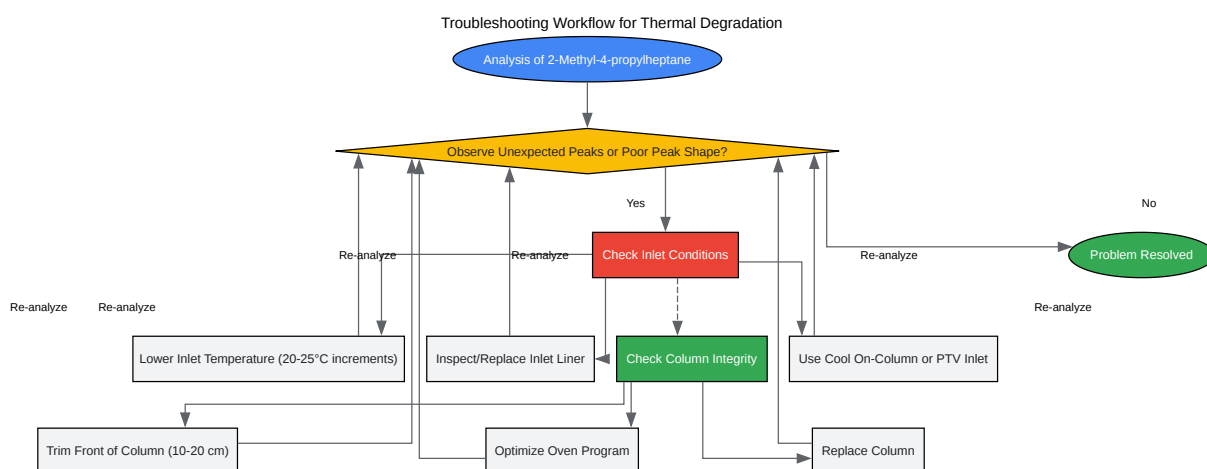 Troubleshooting Workflow for Thermal Degradation
Analysis of 2-Methyl-4-propylheptane
Observe Unexpected Peaks or Poor Peak Shape?
Yes
No
Re-analyze
Check Inlet Conditions
Re-analyze
Re-analyze
Problem Resolved
Re-analyze
Re-analyze
Re-analyze
Lower Inlet Temperature (20-25°C increments)
Inspect/Replace Inlet Liner
Check Column Integrity
Use Cool On-Column or PTV Inlet
Trim Front of Column (10-20 cm)
Optimize Oven Program
Replace Column